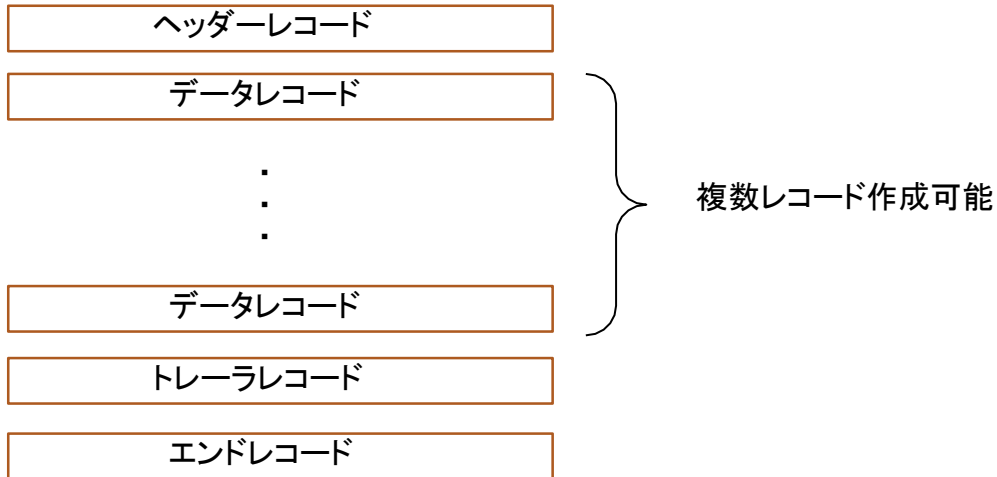 ヘッダーレコード
データレコード
・
・
・
複数レコード作成可能
データレコード
トレーラレコード
エンドレコード